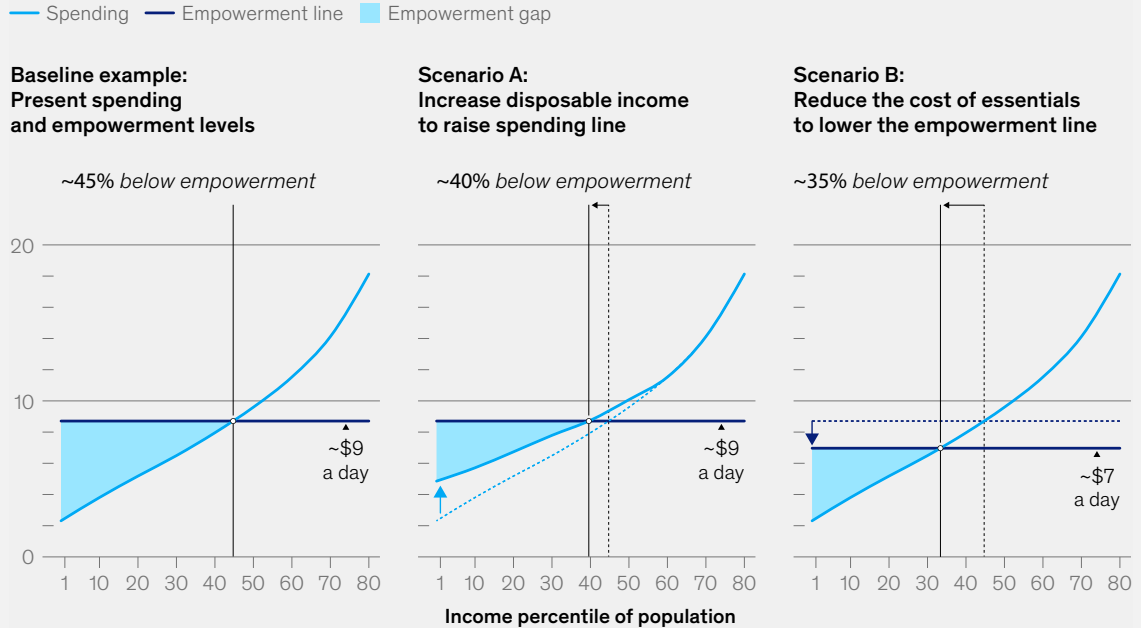 Spending Empowerment line Empowerment gap
Baseline example:
Present spending
and empowerment levels
~45% below empowerment
20
10
0
~$9
a day
1 10 20 30 40 50 60 70 80
Scenario A:
Increase disposable income
to raise spending line
~40% below empowerment
~$9
a day
1 10 20 30 40 50 60 70 80
Scenario B:
Reduce the cost of essentials
to lower the empowerment line
~35% below empowerment
~$7
a day
1 10 20 30 40 50 60 70 80
Income percentile of population